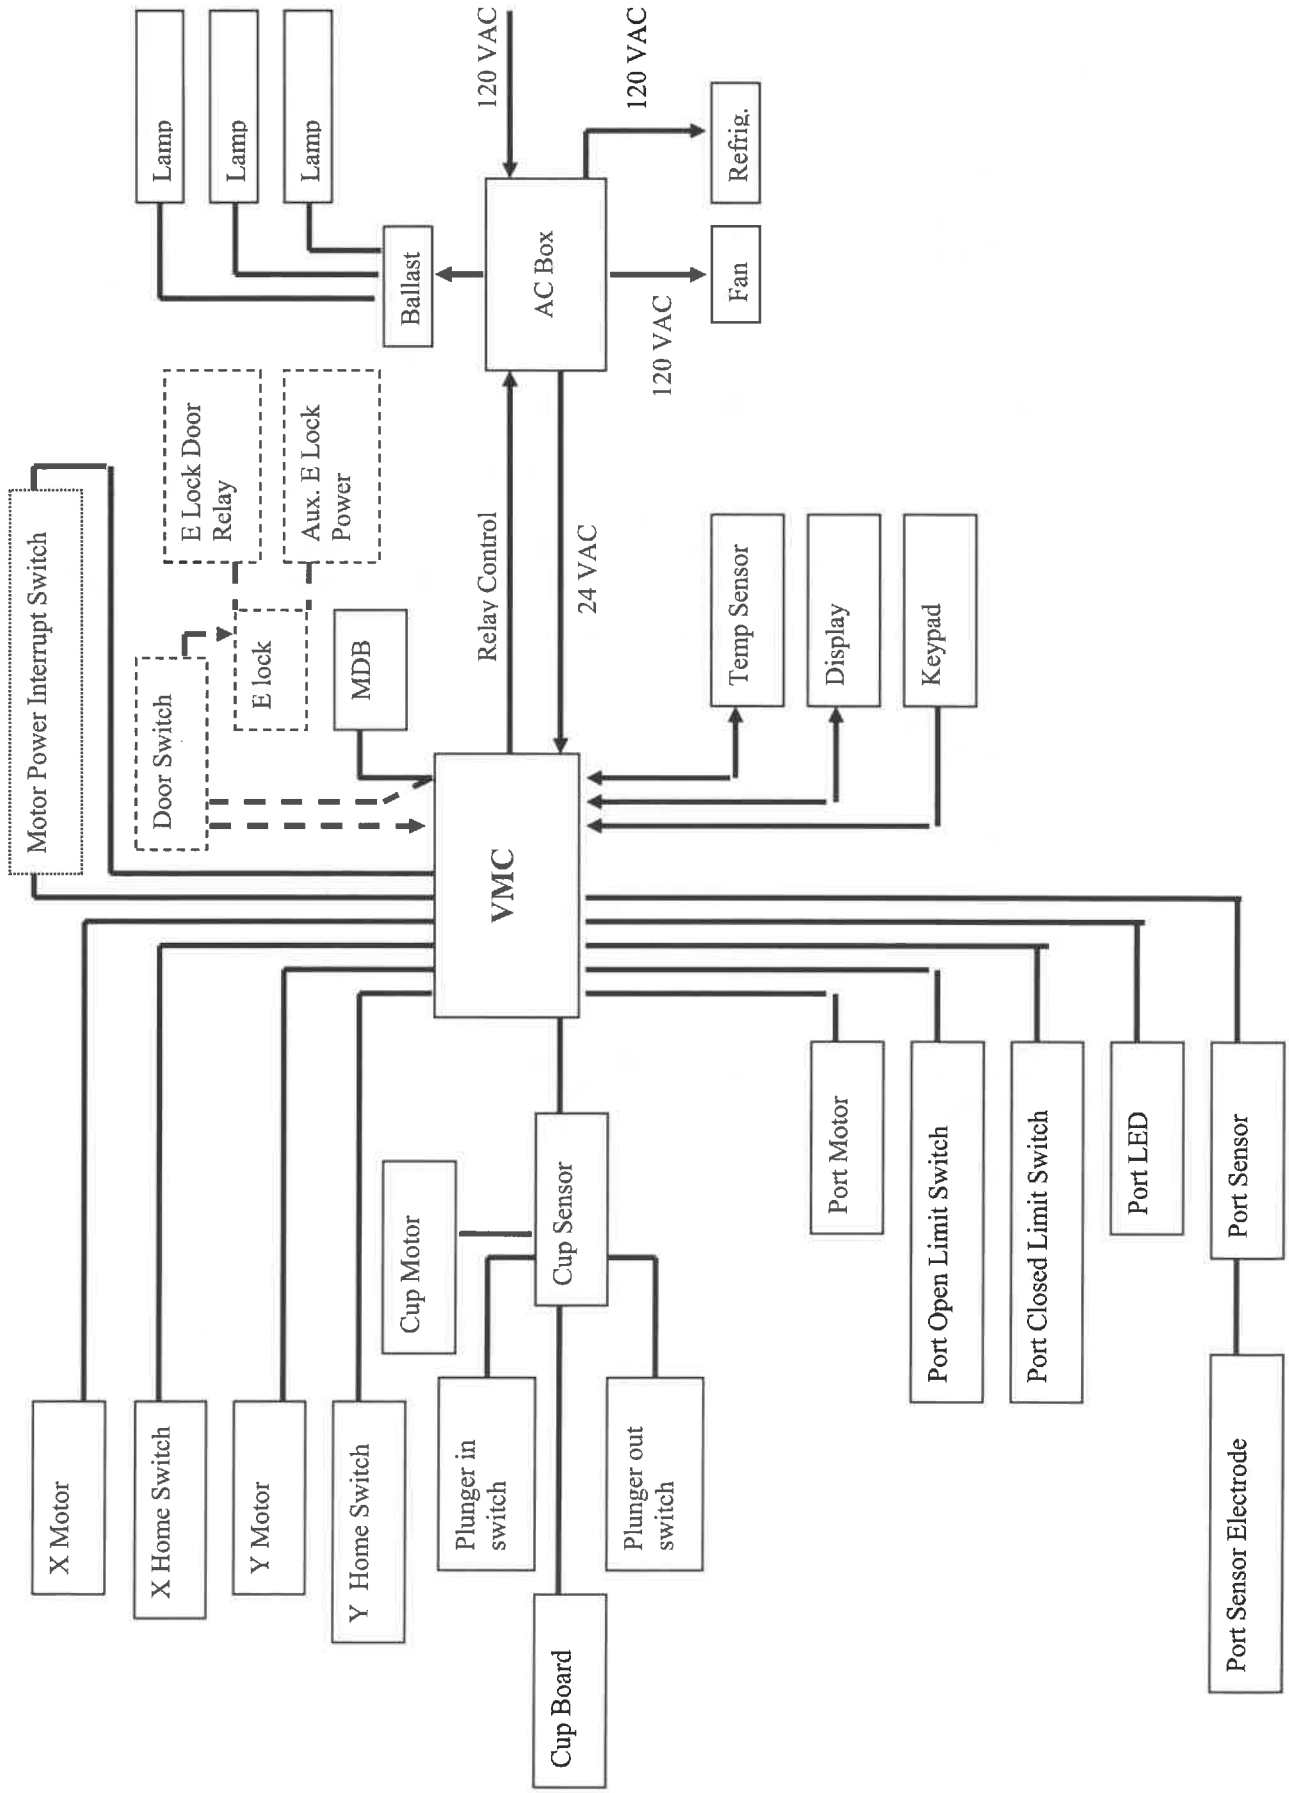 X Motor
X Home Switch
Y Motor
Y Home Switch
Plunger in
switch
Cup Motor
Cup Board
Cup Sensor
Plunger out
switch
Motor Power Interrupt Switch
Door Switch
E lock
E Lock Door
Relay
Aux. E Lock
Power
MDB
VMC
Relay Control
24 VAC
Lamp
Lamp
Lamp
Ballast
120 VAC
AC Box
120 VAC
120 VAC
Fan
Refrig.
Temp Sensor
Display
Keypad
Port Motor
Port Open Limit Switch
Port Closed Limit Switch
Port LED
Port Sensor
Port Sensor Electrode